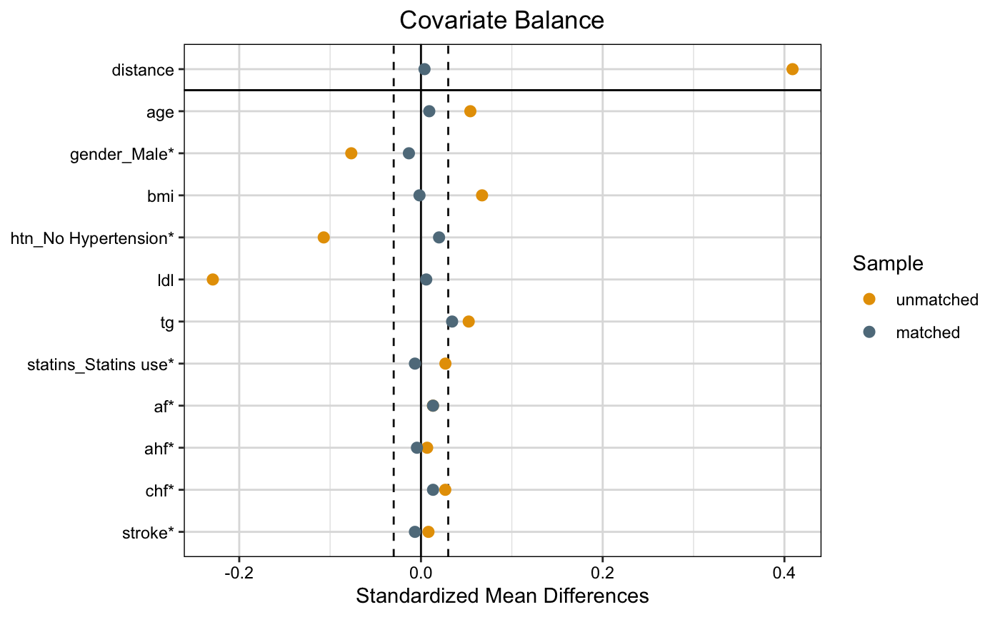 Covariate Balance
distance
age
gender_Male*
bmi
htn_No Hypertension*
ldl
tg
statins_Statins use*
af*
ahf*
chf*
stroke*
-0.2
0.0
0.2
0.4
Standardized Mean Differences
Sample
unmatched
matched